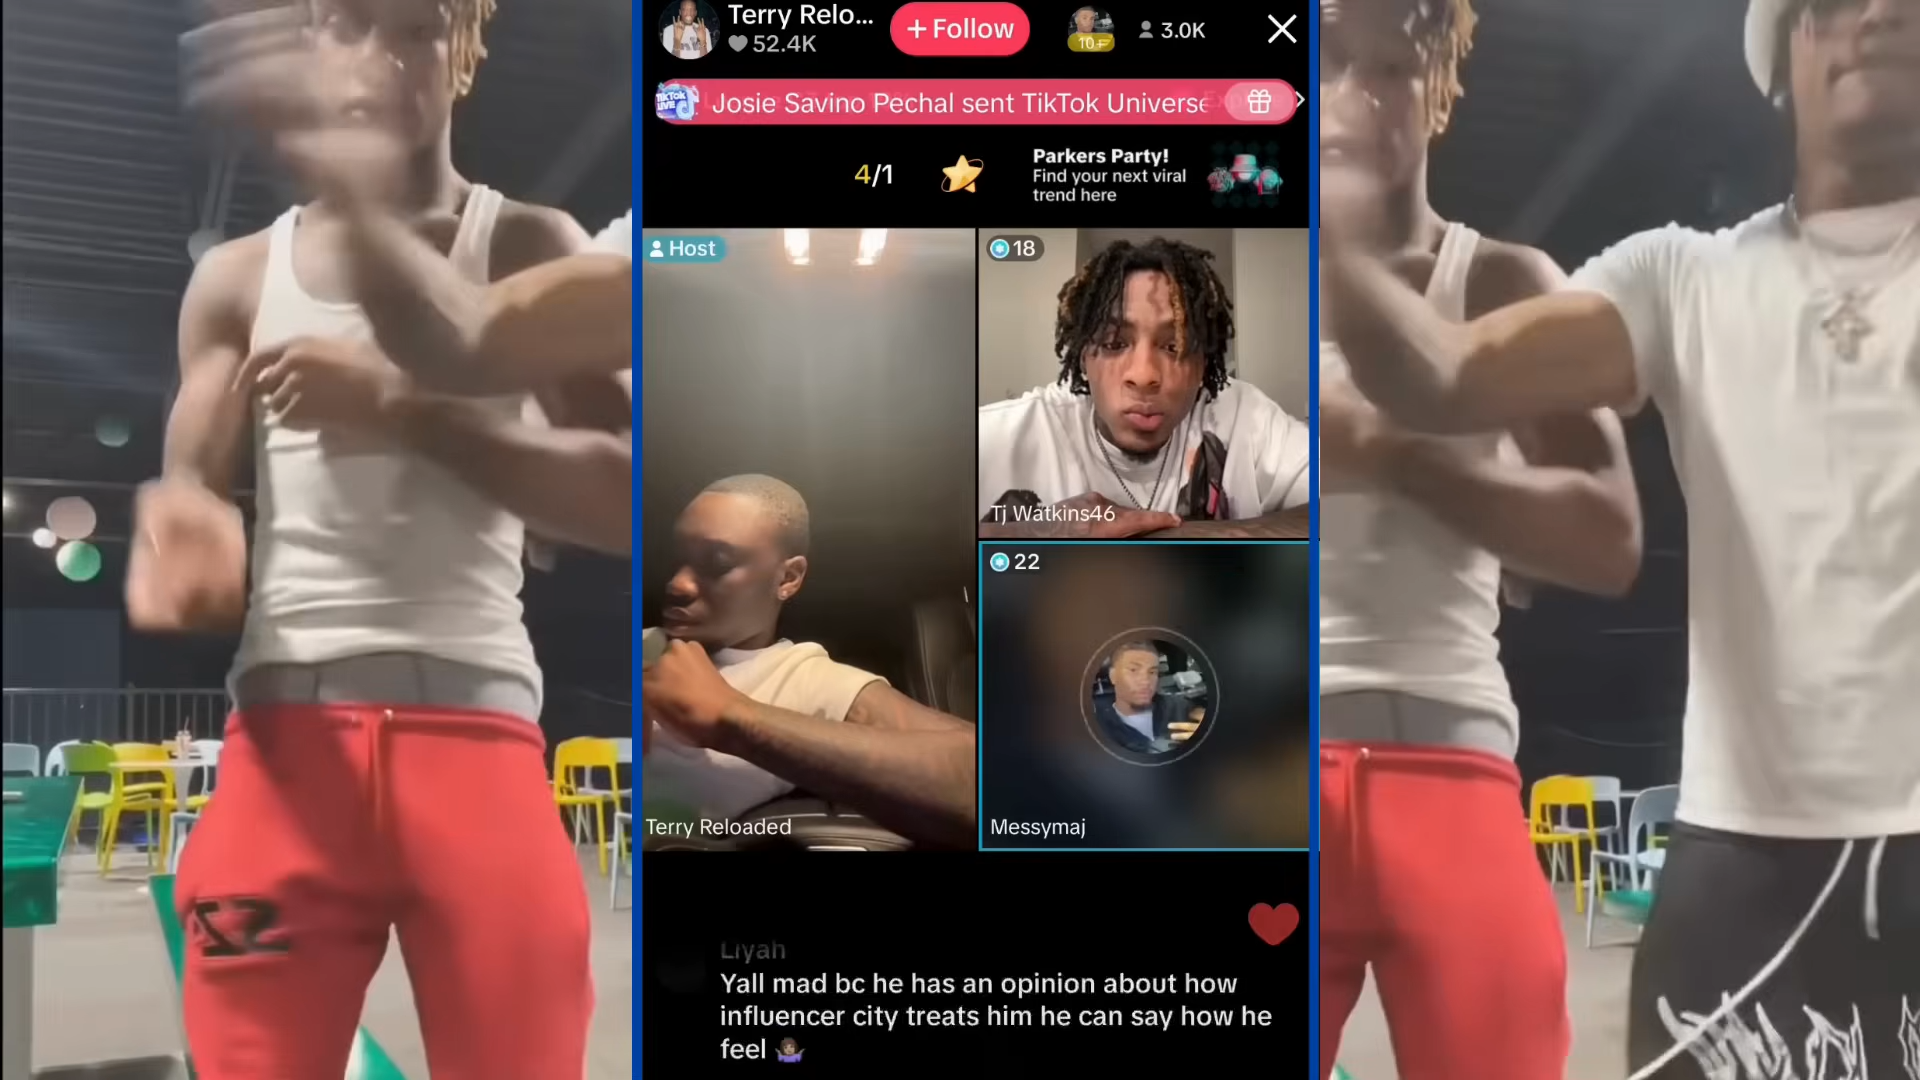 Terry Relo...
52.4K
+ Follow
10+
3.0K
TikTok
LIVE
Josie Savino Pechal sent TikTok Universe
4/1
Parkers Party!
Find your next viral
trend here
Host
18
Tj Watkins46
22
Terry Reloaded
Messymaj
Liyah
Yall mad bc he has an opinion about how
influencer city treats him he can say how he
feel 🤷🏽‍♀️